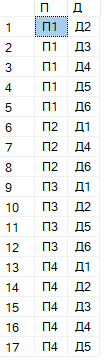 П Д
1 П1 Д2
2 П1 Д3
3 П1 Д4
4 П1 Д5
5 П1 Д6
6 П2 Д1
7 П2 Д4
8 П2 Д6
9 П3 Д1
10 П3 Д2
11 П3 Д5
12 П3 Д6
13 П4 Д1
14 П4 Д2
15 П4 Д3
16 П4 Д4
17 П4 Д5